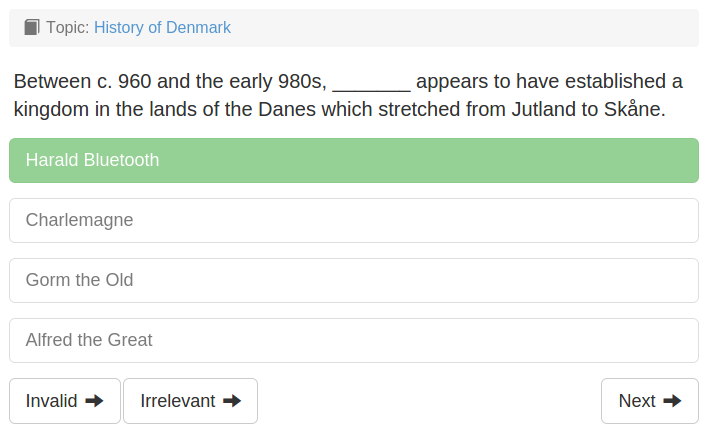 Topic: History of Denmark
Between c. 960 and the early 980s, _______ appears to have established a
kingdom in the lands of the Danes which stretched from Jutland to Skåne.
Harald Bluetooth
Charlemagne
Gorm the Old
Alfred the Great
Invalid ➡ Irrelevant ➡ Next ➡